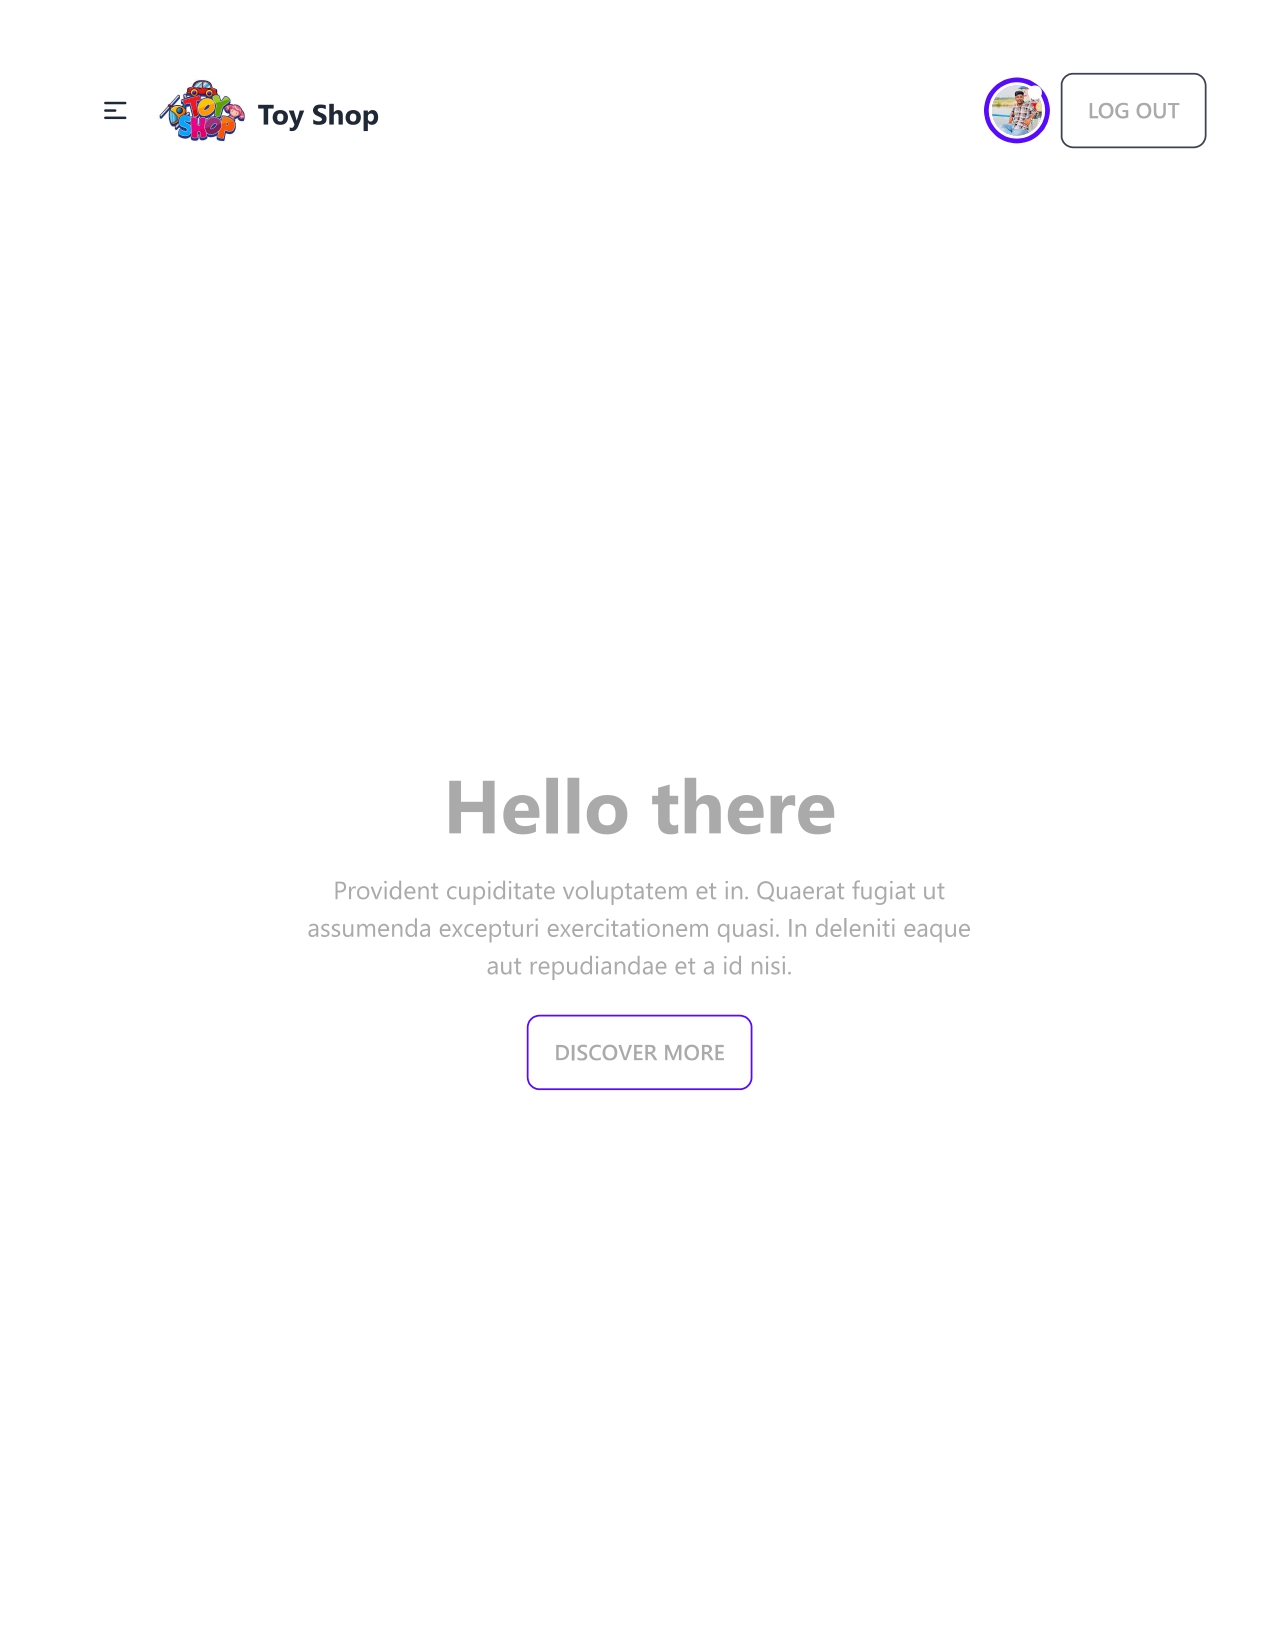 TOY
SHOP
Toy Shop
LOG OUT
Hello there
Provident cupiditate voluptatem et in. Quaerat fugiat ut
assumenda excepturi exercitationem quasi. In deleniti eaque
aut repudiandae et a id nisi.
DISCOVER MORE